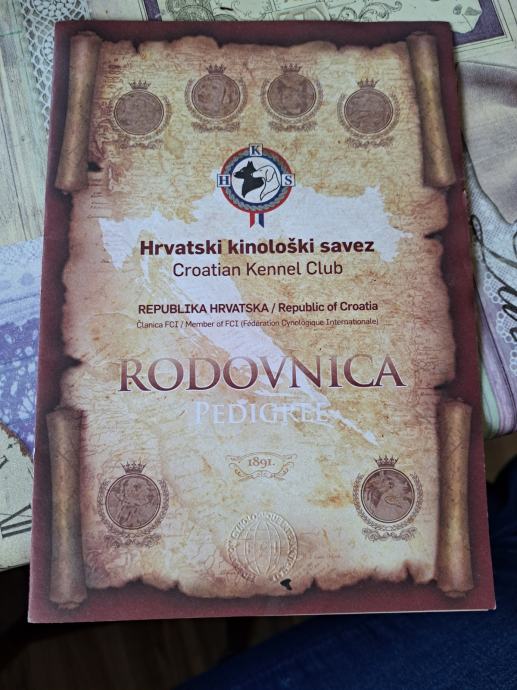 K
H S
Hrvatski kinološki savez
Croatian Kennel Club
REPUBLIKA HRVATSKA / Republic of Croatia
Članica FCI / Member of FCI (Fédération Cynologique Internationale)
RODOVNICA
PEDIGREE
1891.